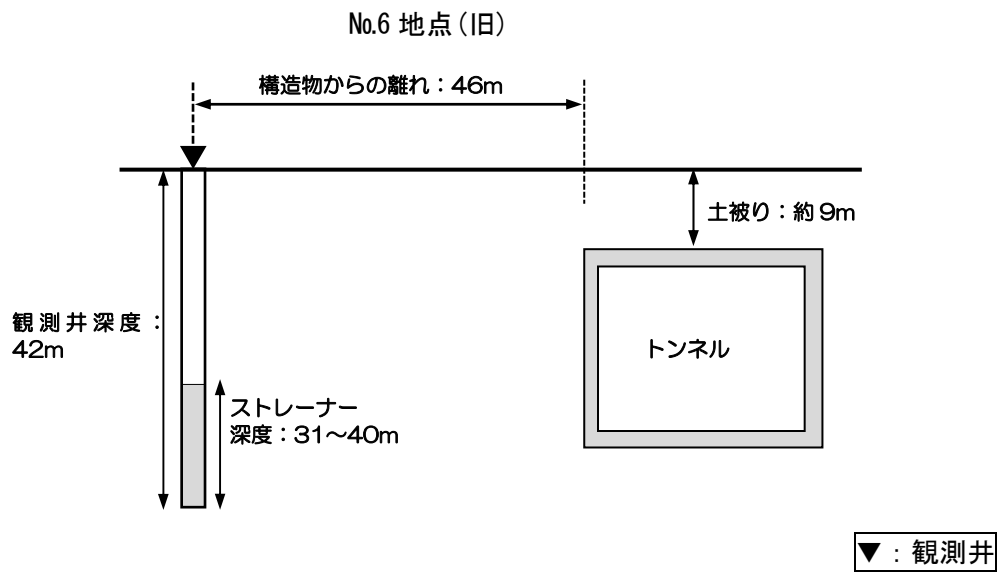 No.6 地点(旧)
構造物からの離れ：46m
土被り：約9m
観測井深度：
42m
トンネル
ストレーナー
深度：31～40m
▼：観測井